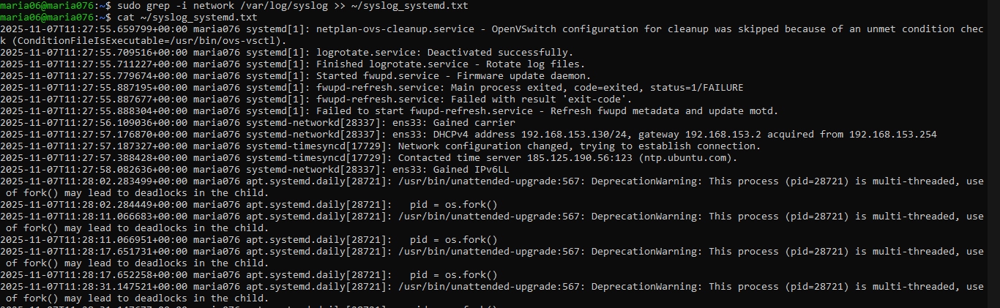 maria06@maria076:~$ sudo grep -i network /var/log/syslog >> ~/syslog_systemd.txt
maria06@maria076:~$ cat ~/syslog_systemd.txt
2025-11-07T11:27:55.659799+00:00 maria076 systemd[1]: netplan-ovs-cleanup.service - OpenVSwitch configuration for cleanup was skipped because of an unmet condition chec
k (ConditionFileIsExecutable=/usr/bin/ovs-vsctl).
2025-11-07T11:27:55.709516+00:00 maria076 systemd[1]: logrotate.service: Deactivated successfully.
2025-11-07T11:27:55.711227+00:00 maria076 systemd[1]: Finished logrotate.service - Rotate log files.
2025-11-07T11:27:55.779674+00:00 maria076 systemd[1]: Started fwupd.service - Firmware update daemon.
2025-11-07T11:27:55.887195+00:00 maria076 systemd[1]: fwupd-refresh.service: Main process exited, code=exited, status=1/FAILURE
2025-11-07T11:27:55.887677+00:00 maria076 systemd[1]: fwupd-refresh.service: Failed with result 'exit-code'.
2025-11-07T11:27:55.888304+00:00 maria076 systemd[1]: Failed to start fwupd-refresh.service - Refresh fwupd metadata and update motd.
2025-11-07T11:27:56.109036+00:00 maria076 systemd-networkd[28337]: ens33: Gained carrier
2025-11-07T11:27:57.176870+00:00 maria076 systemd-networkd[28337]: ens33: DHCPv4 address 192.168.153.130/24, gateway 192.168.153.2 acquired from 192.168.153.254
2025-11-07T11:27:57.187327+00:00 maria076 systemd-timesyncd[17729]: Network configuration changed, trying to establish connection.
2025-11-07T11:27:57.388428+00:00 maria076 systemd-timesyncd[17729]: Contacted time server 185.125.190.56:123 (ntp.ubuntu.com).
2025-11-07T11:27:58.082636+00:00 maria076 systemd-networkd[28337]: ens33: Gained IPv6LL
2025-11-07T11:28:02.283499+00:00 maria076 apt.systemd.daily[28721]: /usr/bin/unattended-upgrade:567: DeprecationWarning: This process (pid=28721) is multi-threaded, use
of fork() may lead to deadlocks in the child.
2025-11-07T11:28:02.284449+00:00 maria076 apt.systemd.daily[28721]:   pid = os.fork()
2025-11-07T11:28:11.066683+00:00 maria076 apt.systemd.daily[28721]: /usr/bin/unattended-upgrade:567: DeprecationWarning: This process (pid=28721) is multi-threaded, use
of fork() may lead to deadlocks in the child.
2025-11-07T11:28:11.066951+00:00 maria076 apt.systemd.daily[28721]:   pid = os.fork()
2025-11-07T11:28:17.651731+00:00 maria076 apt.systemd.daily[28721]: /usr/bin/unattended-upgrade:567: DeprecationWarning: This process (pid=28721) is multi-threaded, use
of fork() may lead to deadlocks in the child.
2025-11-07T11:28:17.652258+00:00 maria076 apt.systemd.daily[28721]:   pid = os.fork()
2025-11-07T11:28:31.147521+00:00 maria076 apt.systemd.daily[28721]: /usr/bin/unattended-upgrade:567: DeprecationWarning: This process (pid=28721) is multi-threaded, use
of fork() may lead to deadlocks in the child.